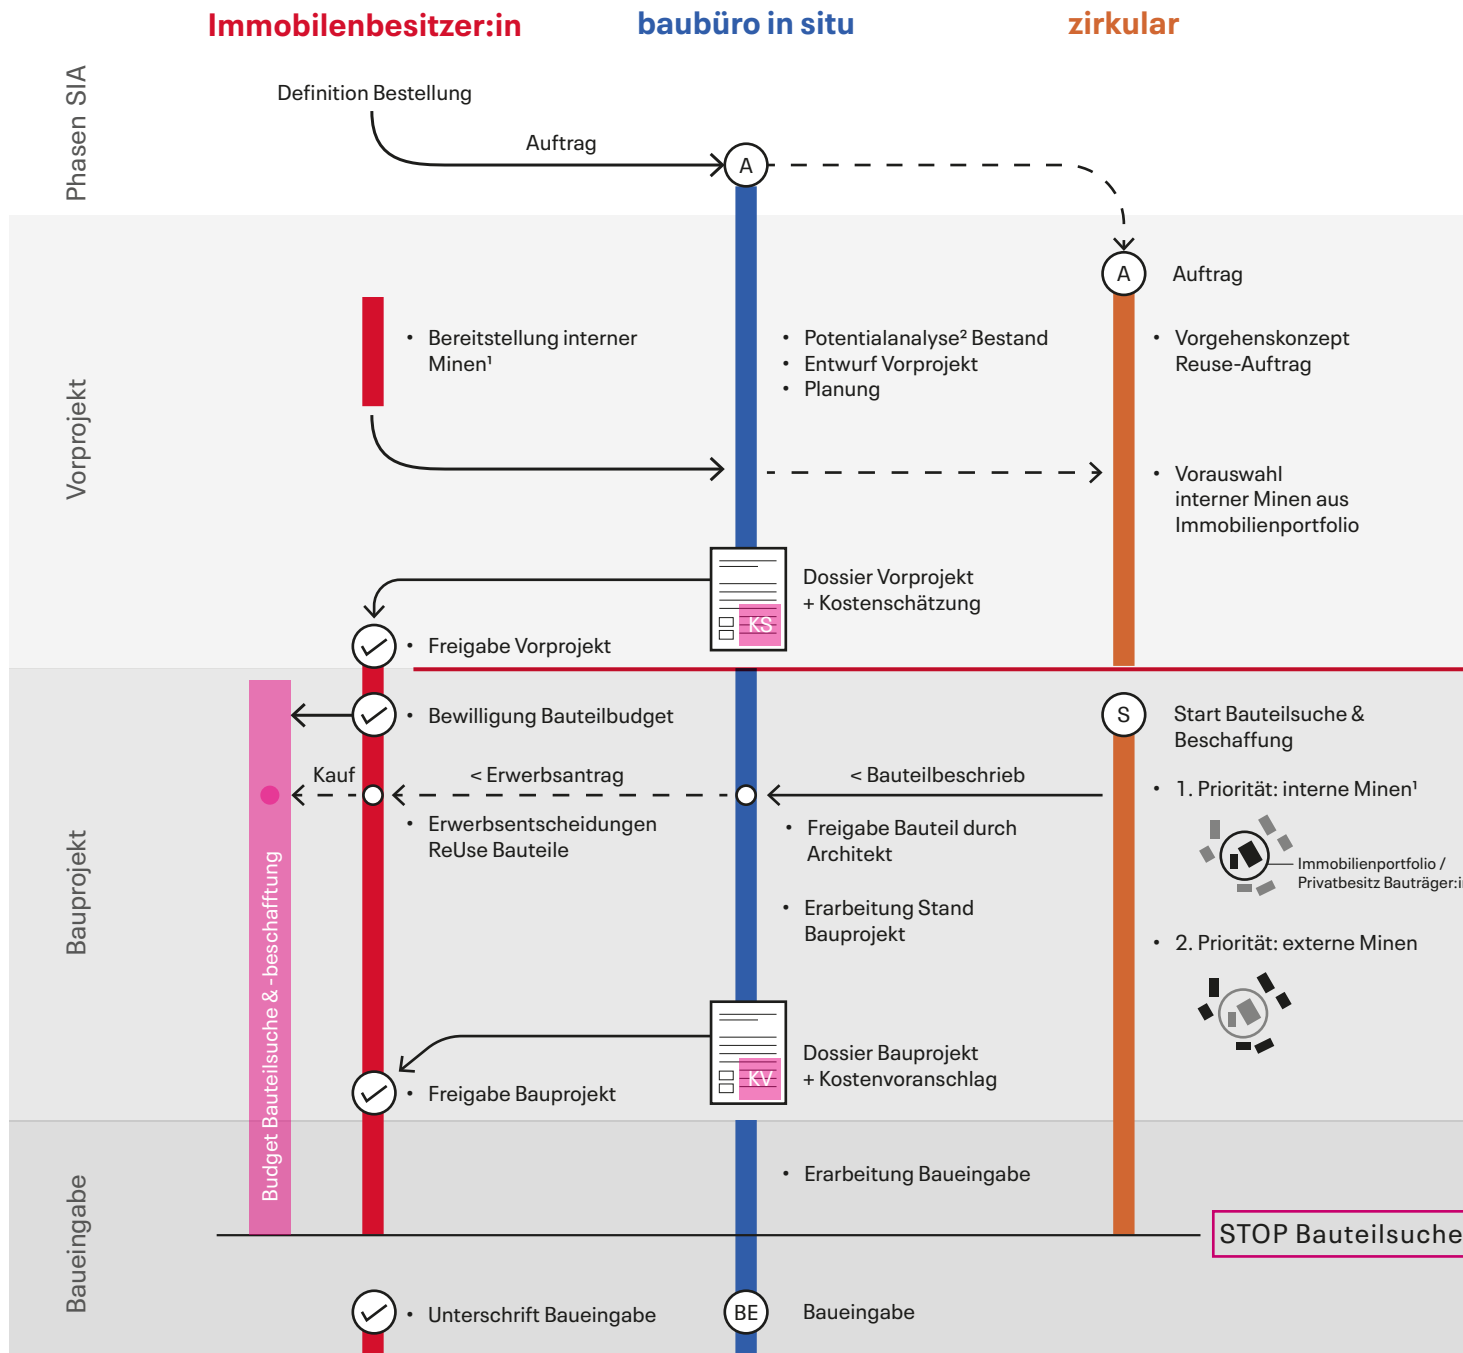 Immobilenbesitzer:in
baubüro in situ
zirkular
Phasen SIA
Definition Bestellung
Auftrag
A
A
Auftrag
Vorprojekt
• Bereitstellung interner
Minen¹
• Potentialanalyse² Bestand
• Entwurf Vorprojekt
• Planung
• Vorgehenskonzept
Reuse-Auftrag
• Vorauswahl
interner Minen aus
Immobilienportfolio
KS
Dossier Vorprojekt
+ Kostenschätzung
• Freigabe Vorprojekt
Bauprojekt
• Bewilligung Bauteilbudget
S
Start Bauteilsuche &
Beschaffung
Kauf
< Erwerbsantrag
< Bauteilbeschrieb
• Erwerbsentscheidungen
ReUse Bauteile
• Freigabe Bauteil durch
Architekt
• Erarbeitung Stand
Bauprojekt
• 1. Priorität: interne Minen¹
Immobilienportfolio /
Privatbesitz Bauträger:i
• 2. Priorität: externe Minen
Budget Bauteilsuche & -beschafftung
KV
Dossier Bauprojekt
+ Kostenvoranschlag
• Freigabe Bauprojekt
Baueingabe
• Erarbeitung Baueingabe
STOP Bauteilsuche
• Unterschrift Baueingabe
BE
Baueingabe